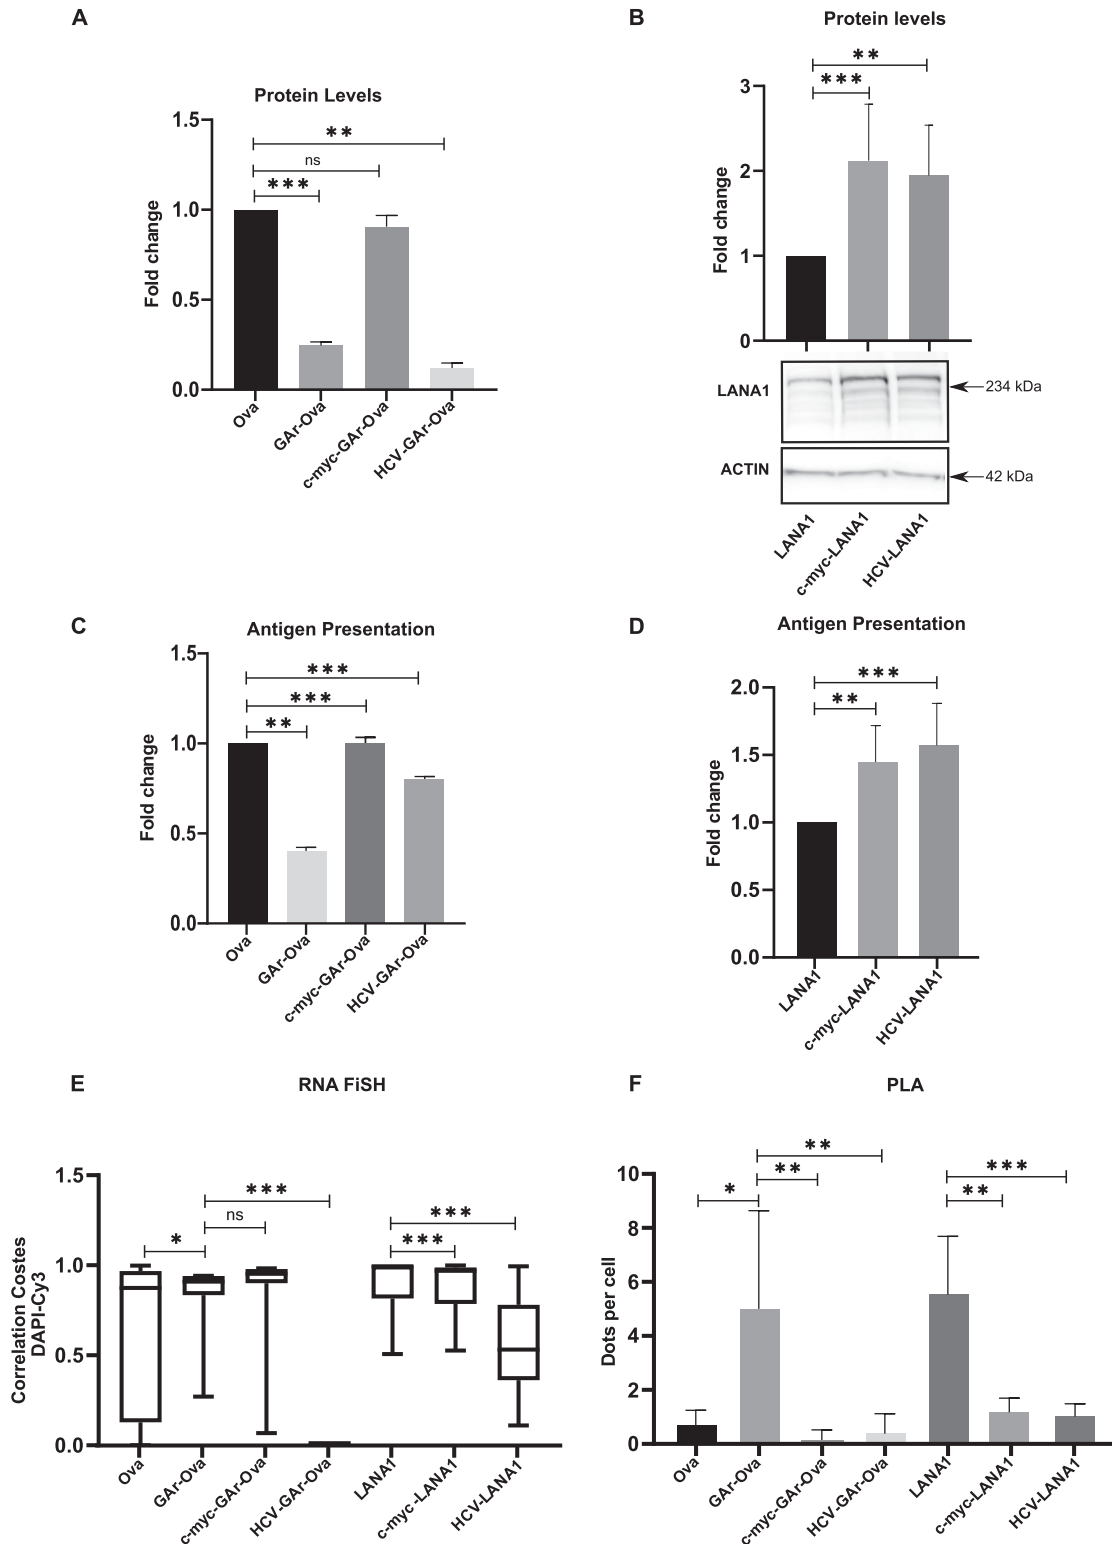 A
Protein Levels
Fold change
1.5
1.0
0.5
0.0
**
ns
***
Ova
GAr-Ova
c-myc-GAr-Ova
HCV-GAr-Ova
B
Protein levels
Fold change
3
2
1
0
**
***
LANA1
234 kDa
ACTIN
42 kDa
LANA1
c-myc-LANA1
HCV-LANA1
C
Antigen Presentation
Fold change
1.5
1.0
0.5
0.0
***
***
**
Ova
GAr-Ova
c-myc-GAr-Ova
HCV-GAr-Ova
D
Antigen Presentation
Fold change
2.0
1.5
1.0
0.5
0.0
***
**
LANA1
c-myc-LANA1
HCV-LANA1
E
RNA FiSH
Correlation Costes
DAPI-Cy3
1.5
1.0
0.5
0.0
***
ns
*
***
***
Ova
GAr-Ova
c-myc-GAr-Ova
HCV-GAr-Ova
LANA1
c-myc-LANA1
HCV-LANA1
F
PLA
Dots per cell
10
8
6
4
2
0
**
**
*
***
**
Ova
GAr-Ova
c-myc-GAr-Ova
HCV-GAr-Ova
LANA1
c-myc-LANA1
HCV-LANA1